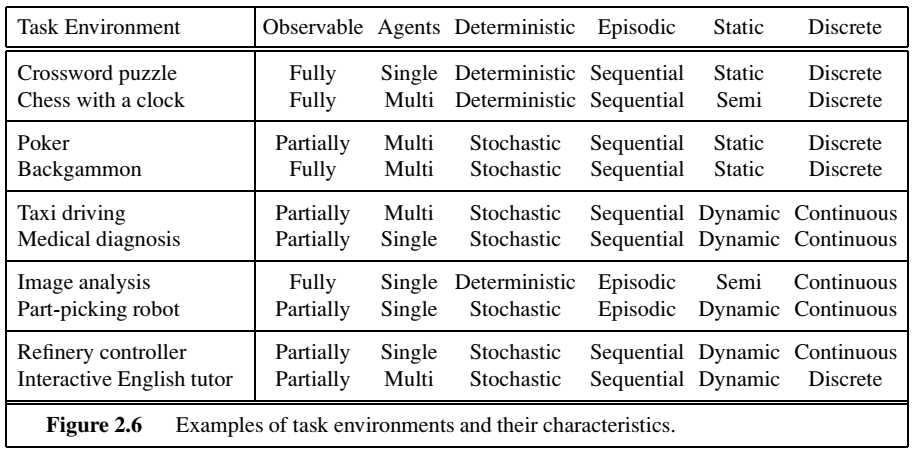 Task Environment Observable Agents Deterministic Episodic Static Discrete
Crossword puzzle Fully Single Deterministic Sequential Static Discrete
Chess with a clock Fully Multi Deterministic Sequential Semi Discrete
Poker Partially Multi Stochastic Sequential Static Discrete
Backgammon Fully Multi Stochastic Sequential Static Discrete
Taxi driving Partially Multi Stochastic Sequential Dynamic Continuous
Medical diagnosis Partially Single Stochastic Sequential Dynamic Continuous
Image analysis Fully Single Deterministic Episodic Semi Continuous
Part-picking robot Partially Single Stochastic Episodic Dynamic Continuous
Refinery controller Partially Single Stochastic Sequential Dynamic Continuous
Interactive English tutor Partially Multi Stochastic Sequential Dynamic Discrete
Figure 2.6 Examples of task environments and their characteristics.